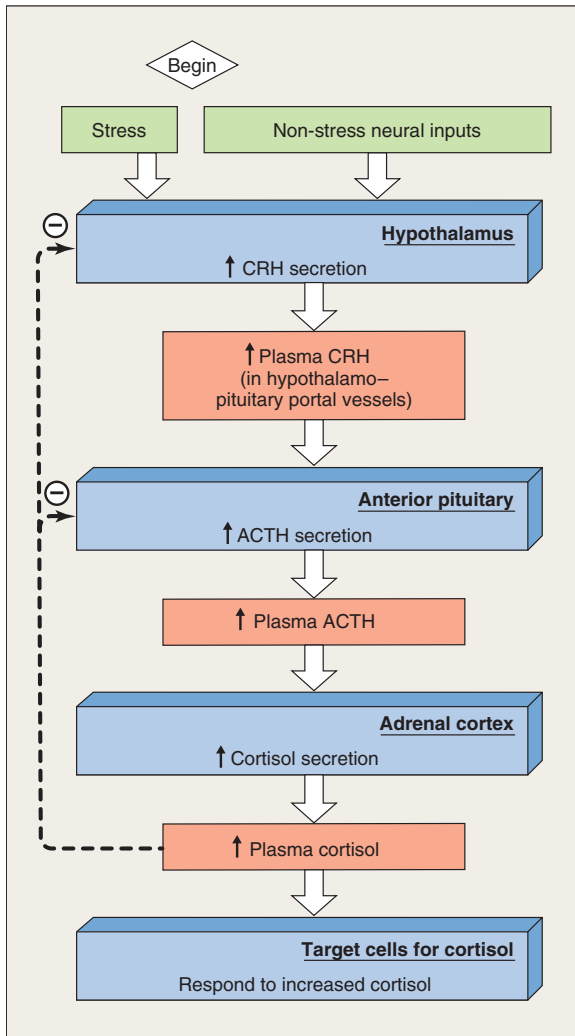 Begin
Stress
Non-stress neural inputs
−
Hypothalamus
↑ CRH secretion
↑ Plasma CRH
(in hypothalamo–
pituitary portal vessels)
−
Anterior pituitary
↑ ACTH secretion
↑ Plasma ACTH
Adrenal cortex
↑ Cortisol secretion
↑ Plasma cortisol
Target cells for cortisol
Respond to increased cortisol